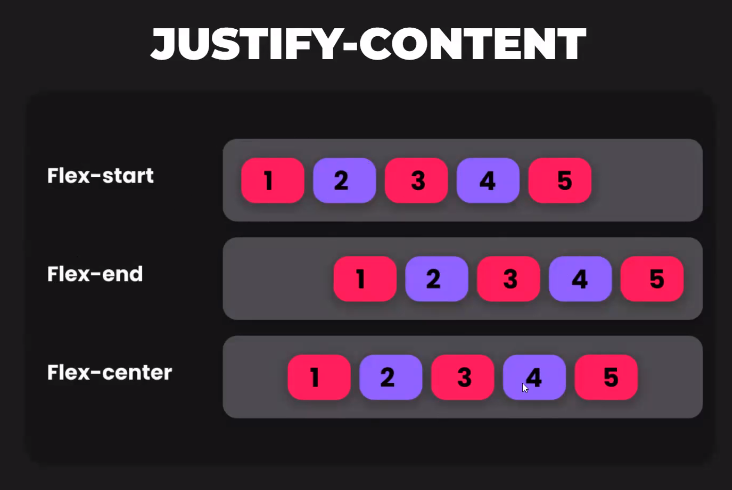 JUSTIFY-CONTENT
Flex-start 1 2 3 4 5
Flex-end 1 2 3 4 5
Flex-center 1 2 3 4 5